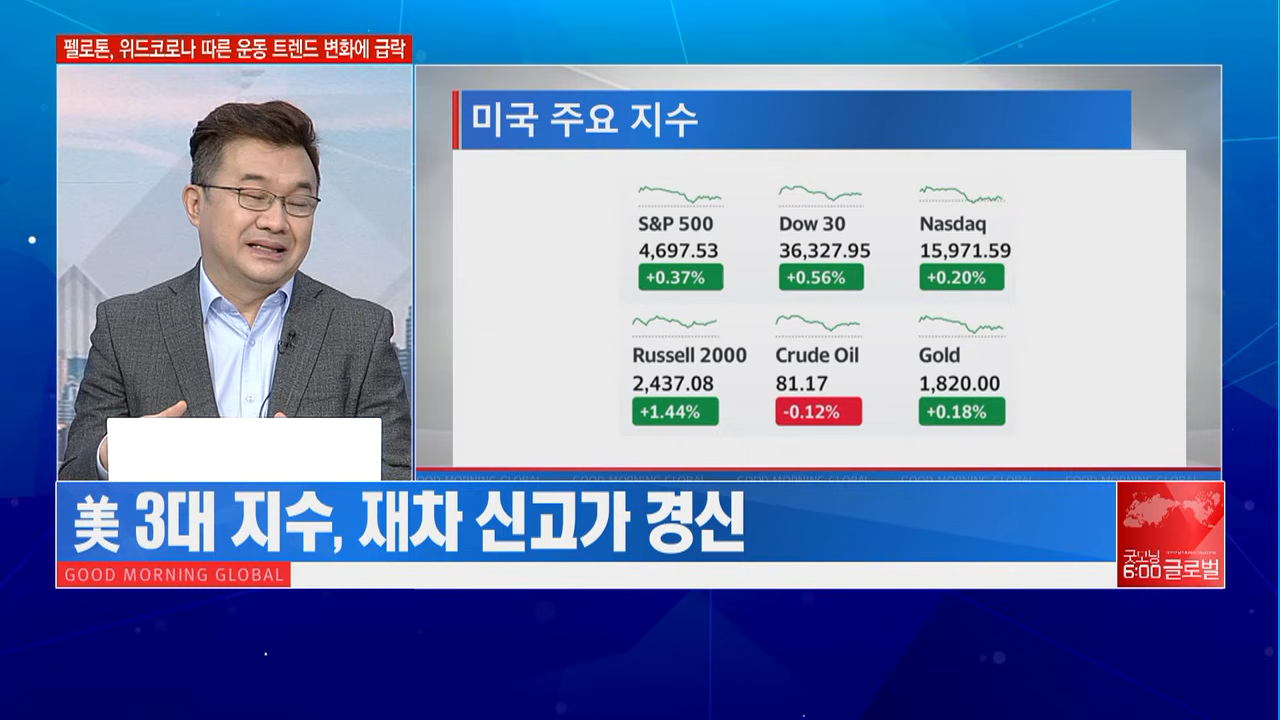 펠로톤, 위드코로나 따른 운동 트렌드 변화에 급락
미국 주요 지수
S&P 500
4,697.53
+0.37%
Dow 30
36,327.95
+0.56%
Nasdaq
15,971.59
+0.20%
Russell 2000
2,437.08
+1.44%
Crude Oil
81.17
-0.12%
Gold
1,820.00
+0.18%
美 3대 지수, 재차 신고가 경신
GOOD MORNING GLOBAL
굿모닝
6:00 글로벌